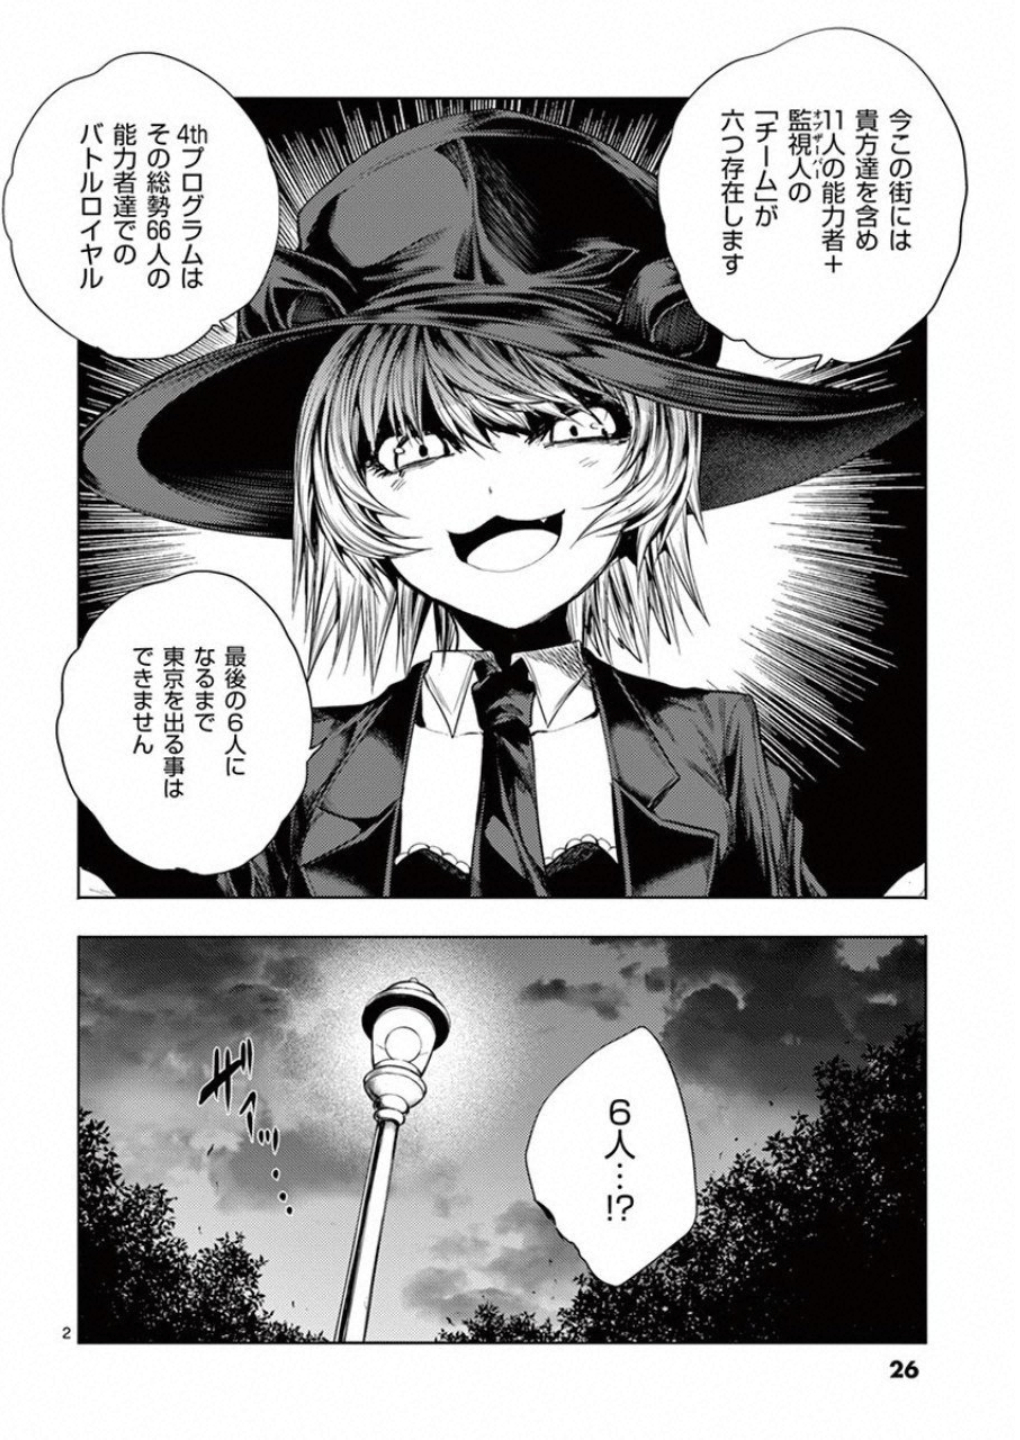 今この街には
貴方達を含め
11人の能力者＋
監視人の
オブザーバー
「チーム」が
六つ存在します
4thプログラムは
その総勢66人の
能力者達での
バトルロイヤル
最後の6人に
なるまで
東京を出る事は
できません
6人…!?
ザァッ…
2
26